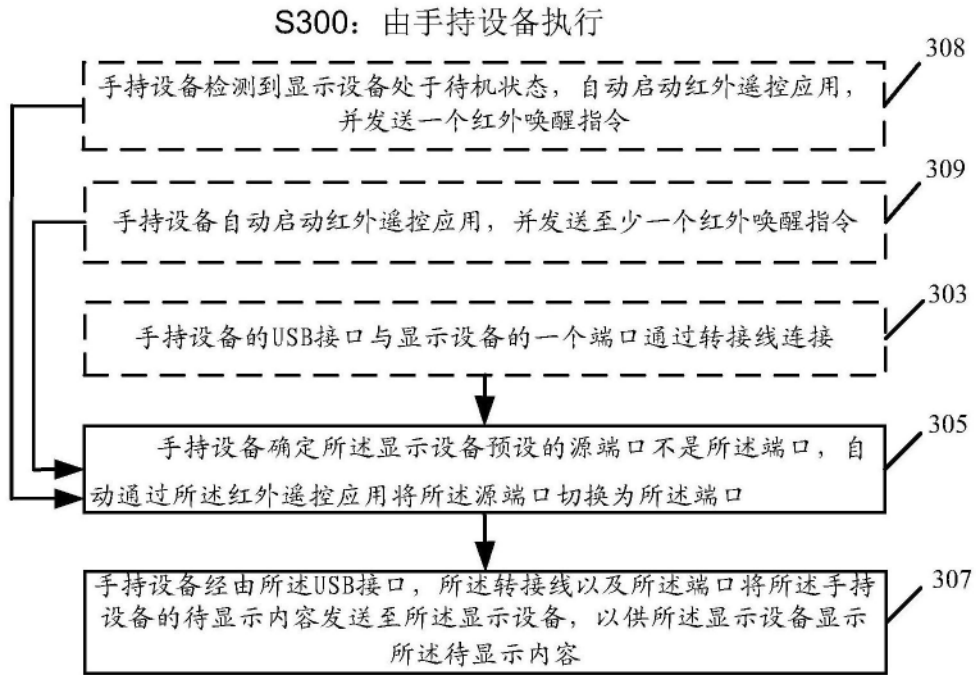 S300：由手持设备执行
308
手持设备检测到显示设备处于待机状态，自动启动红外遥控应用，
并发送一个红外唤醒指令
309
手持设备自动启动红外遥控应用，并发送至少一个红外唤醒指令
303
手持设备的USB接口与显示设备的一个端口通过转接线连接
305
手持设备确定所述显示设备预设的源端口不是所述端口，自
动通过所述红外遥控应用将所述源端口切换为所述端口
307
手持设备经由所述USB接口，所述转接线以及所述端口将所述手持
设备的待显示内容发送至所述显示设备，以供所述显示设备显示
所述待显示内容